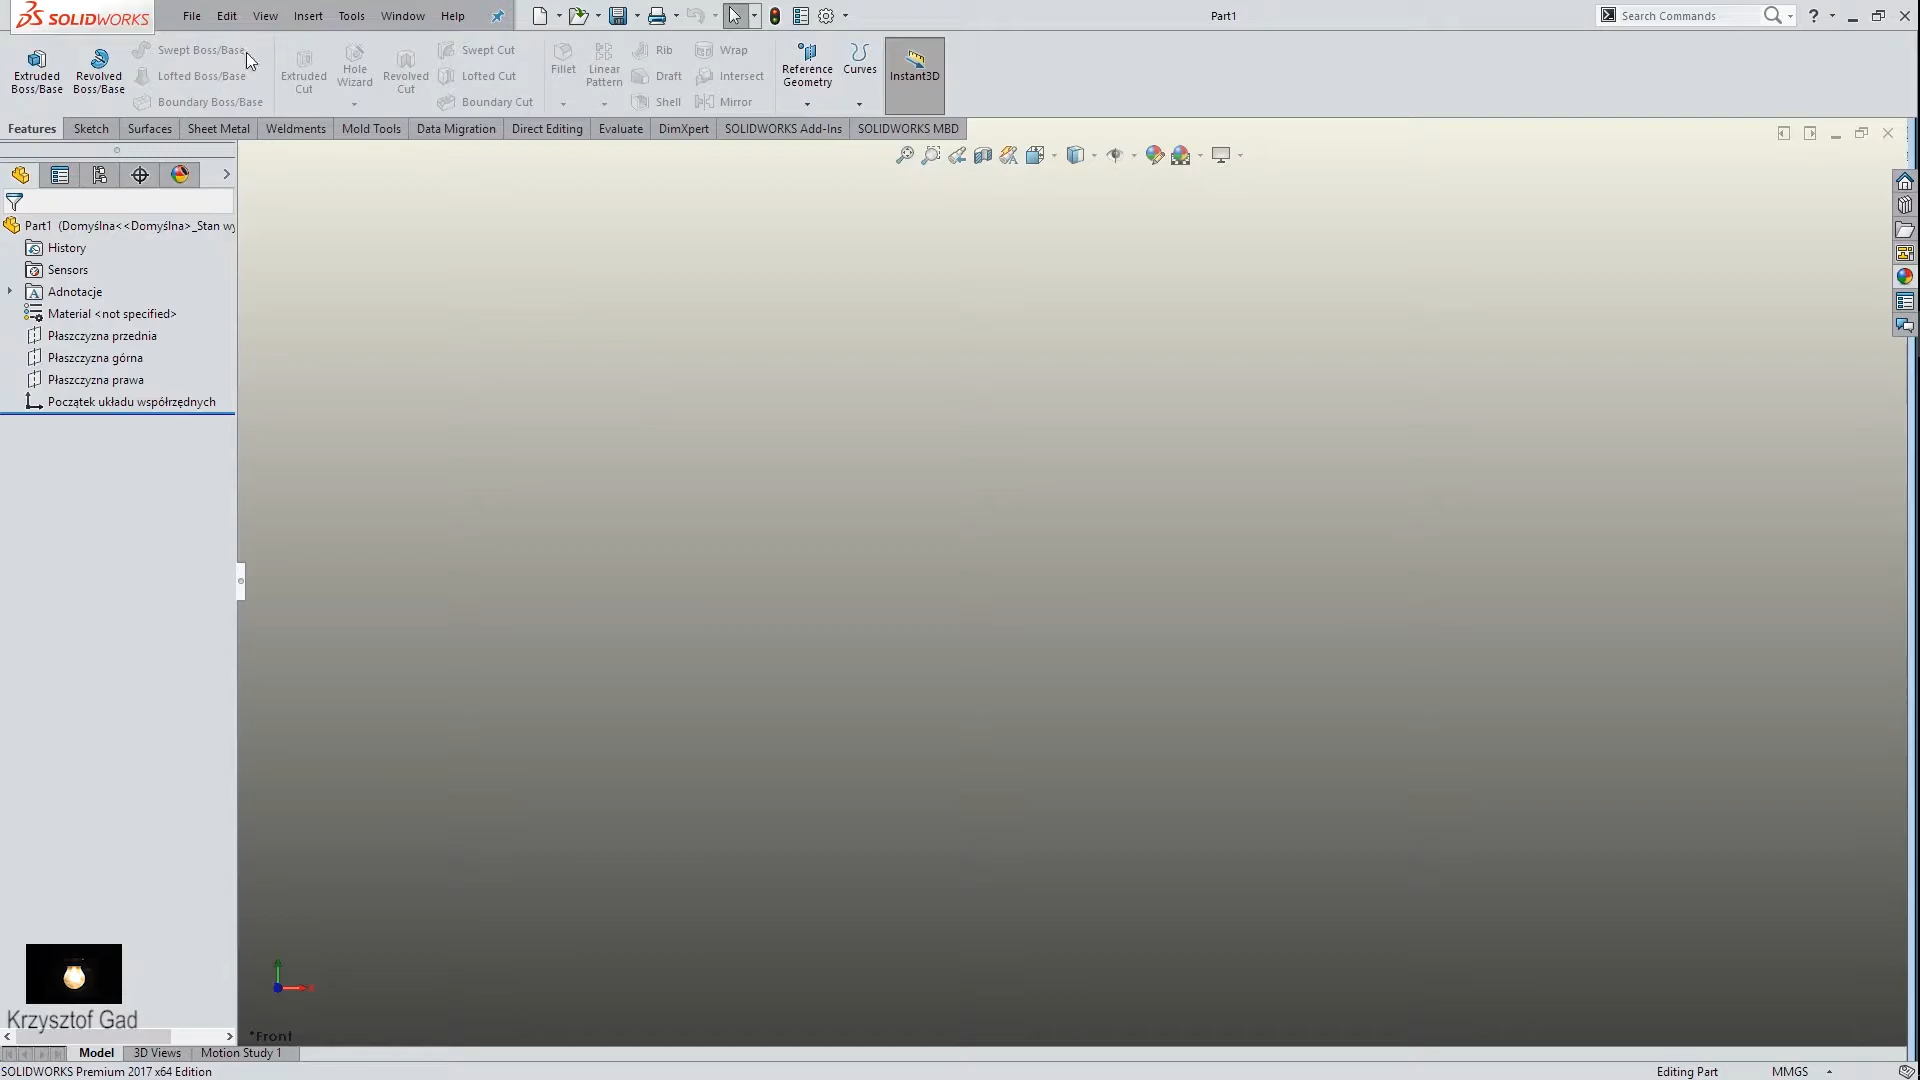 SOLIDWORKS File Edit View Insert Tools Window Help Part1 Search Commands ?
Extruded Boss/Base
Revolved Boss/Base
Swept Boss/Base
Lofted Boss/Base
Boundary Boss/Base
Extruded Cut
Hole Wizard
Revolved Cut
Swept Cut
Lofted Cut
Boundary Cut
Fillet
Linear Pattern
Rib
Draft
Shell
Wrap
Intersect
Mirror
Reference Geometry
Curves
Instant3D
Features Sketch Surfaces Sheet Metal Weldments Mold Tools Data Migration Direct Editing Evaluate DimXpert SOLIDWORKS Add-Ins SOLIDWORKS MBD
Part1 (Domyślna<<Domyślna>_Stan wy
History
Sensors
Adnotacje
Material <not specified>
Płaszczyzna przednia
Płaszczyzna górna
Płaszczyzna prawa
Początek układu współrzędnych
Krzysztof Gad
*Front
Model 3D Views Motion Study 1
SOLIDWORKS Premium 2017 x64 Edition Editing Part MMGS